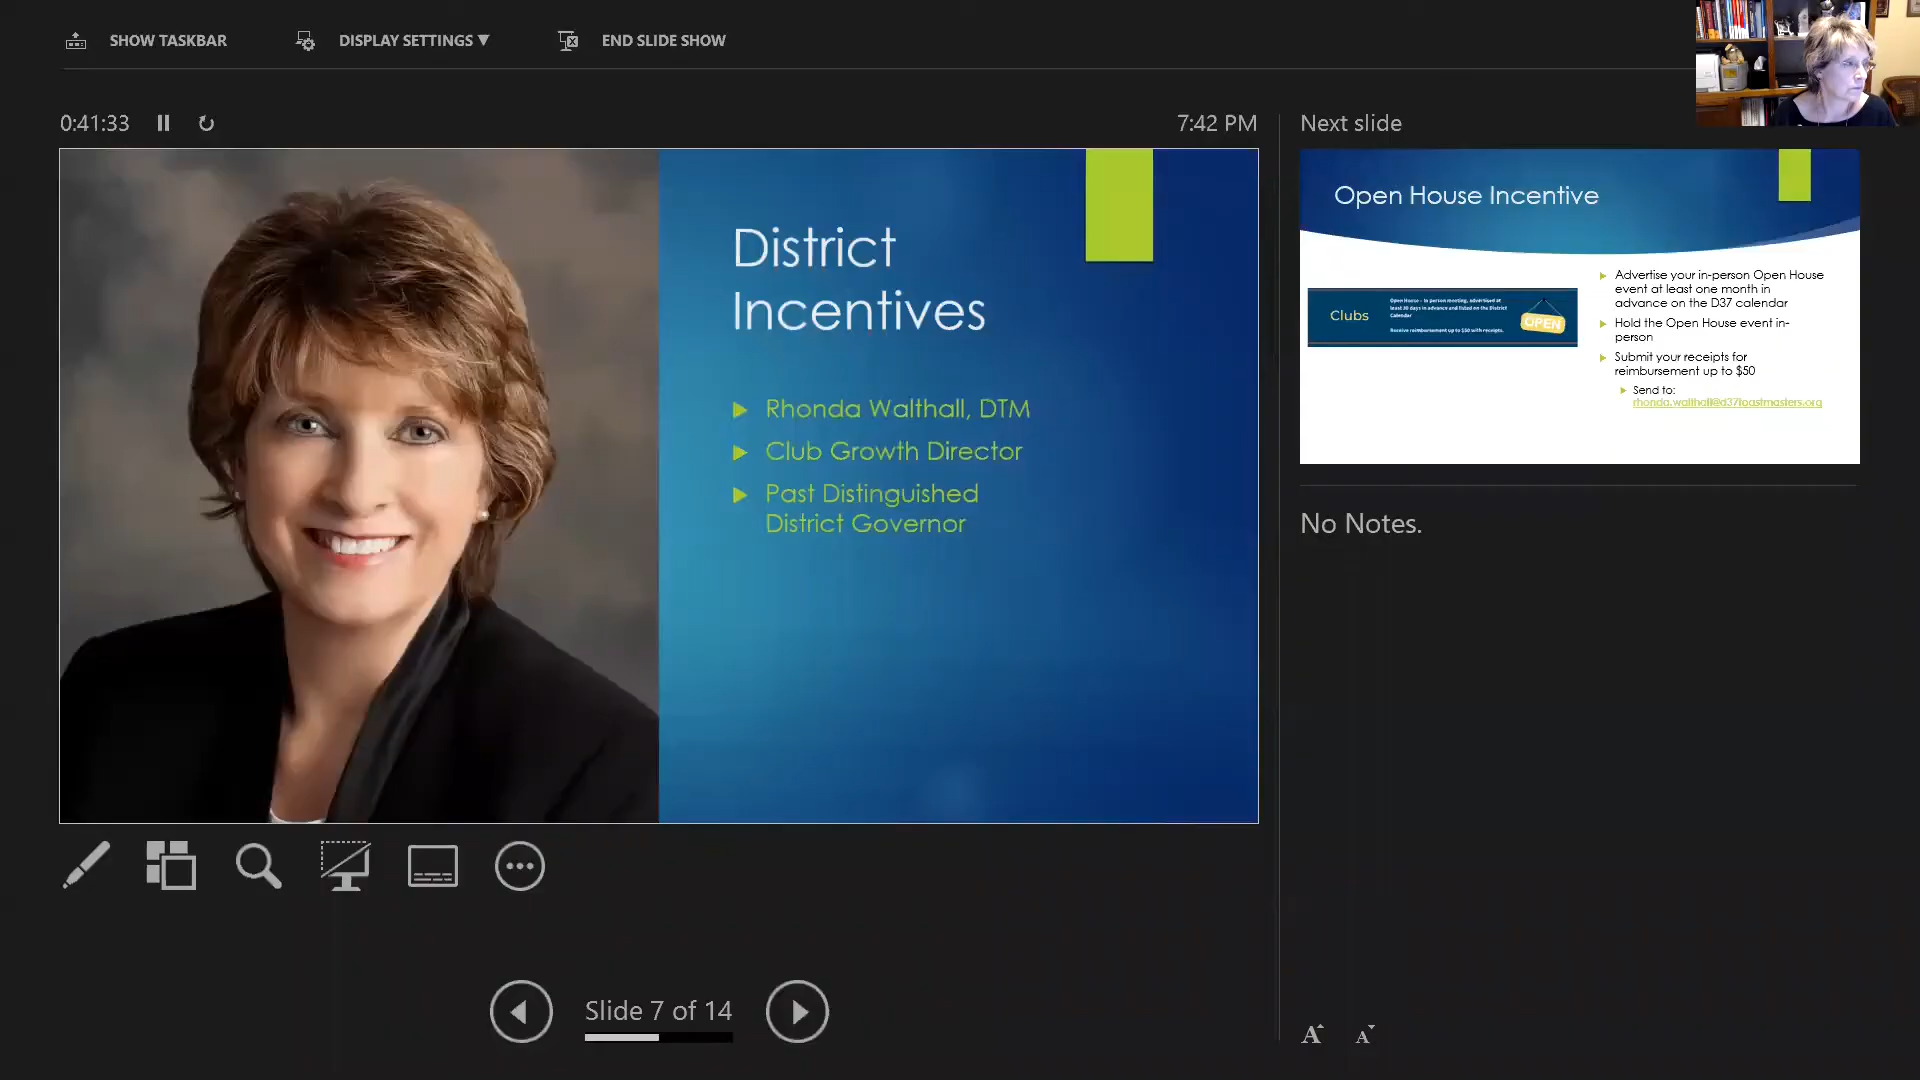 SHOW TASKBAR
DISPLAY SETTINGS ▼
END SLIDE SHOW
0:41:33
7:42 PM
Next slide
District
Incentives
Rhonda Walthall, DTM
Club Growth Director
Past Distinguished
District Governor
Open House Incentive
Clubs
Open House - In person meeting, advertised at
least 30 days in advance and listed on the District
Calendar
Receive reimbursement up to $50 with receipts.
OPEN
Advertise your in-person Open House
event at least one month in
advance on the D37 calendar
Hold the Open House event in-
person
Submit your receipts for
reimbursement up to $50
Send to:
rhonda.walthall@d37toastmasters.org
No Notes.
Slide 7 of 14
A
A